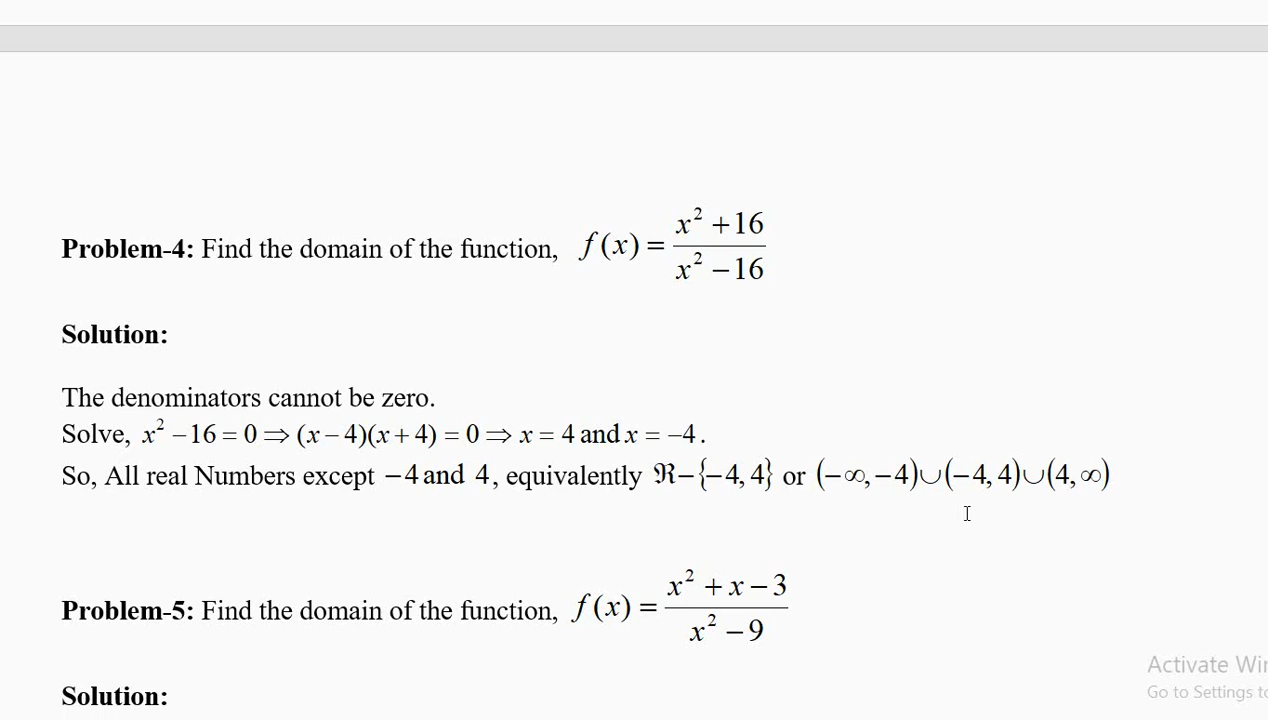 Problem-4: Find the domain of the function, f(x) = (x² + 16)/(x² − 16)
Solution:
The denominators cannot be zero.
Solve, x² − 16 = 0 ⇒ (x − 4)(x + 4) = 0 ⇒ x = 4 and x = −4.
So, All real Numbers except −4 and 4, equivalently ℜ − {−4, 4} or (−∞, −4)∪(−4, 4)∪(4, ∞)
Problem-5: Find the domain of the function, f(x) = (x² + x − 3)/(x² − 9)
Activate Wi
Go to Settings t
Solution: